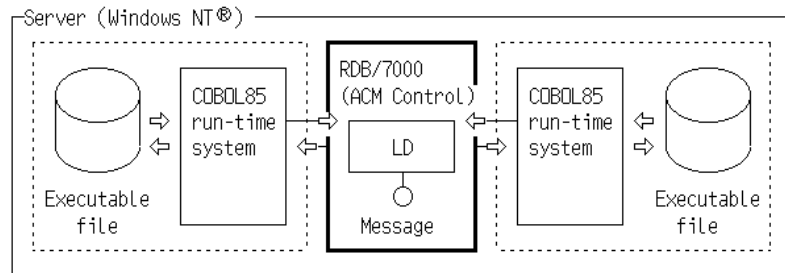 Server (Windows NT®)
RDB/7000
(ACM Control)
COBOL85
run-time
system
COBOL85
run-time
system
LD
Executable
file
Message
Executable
file